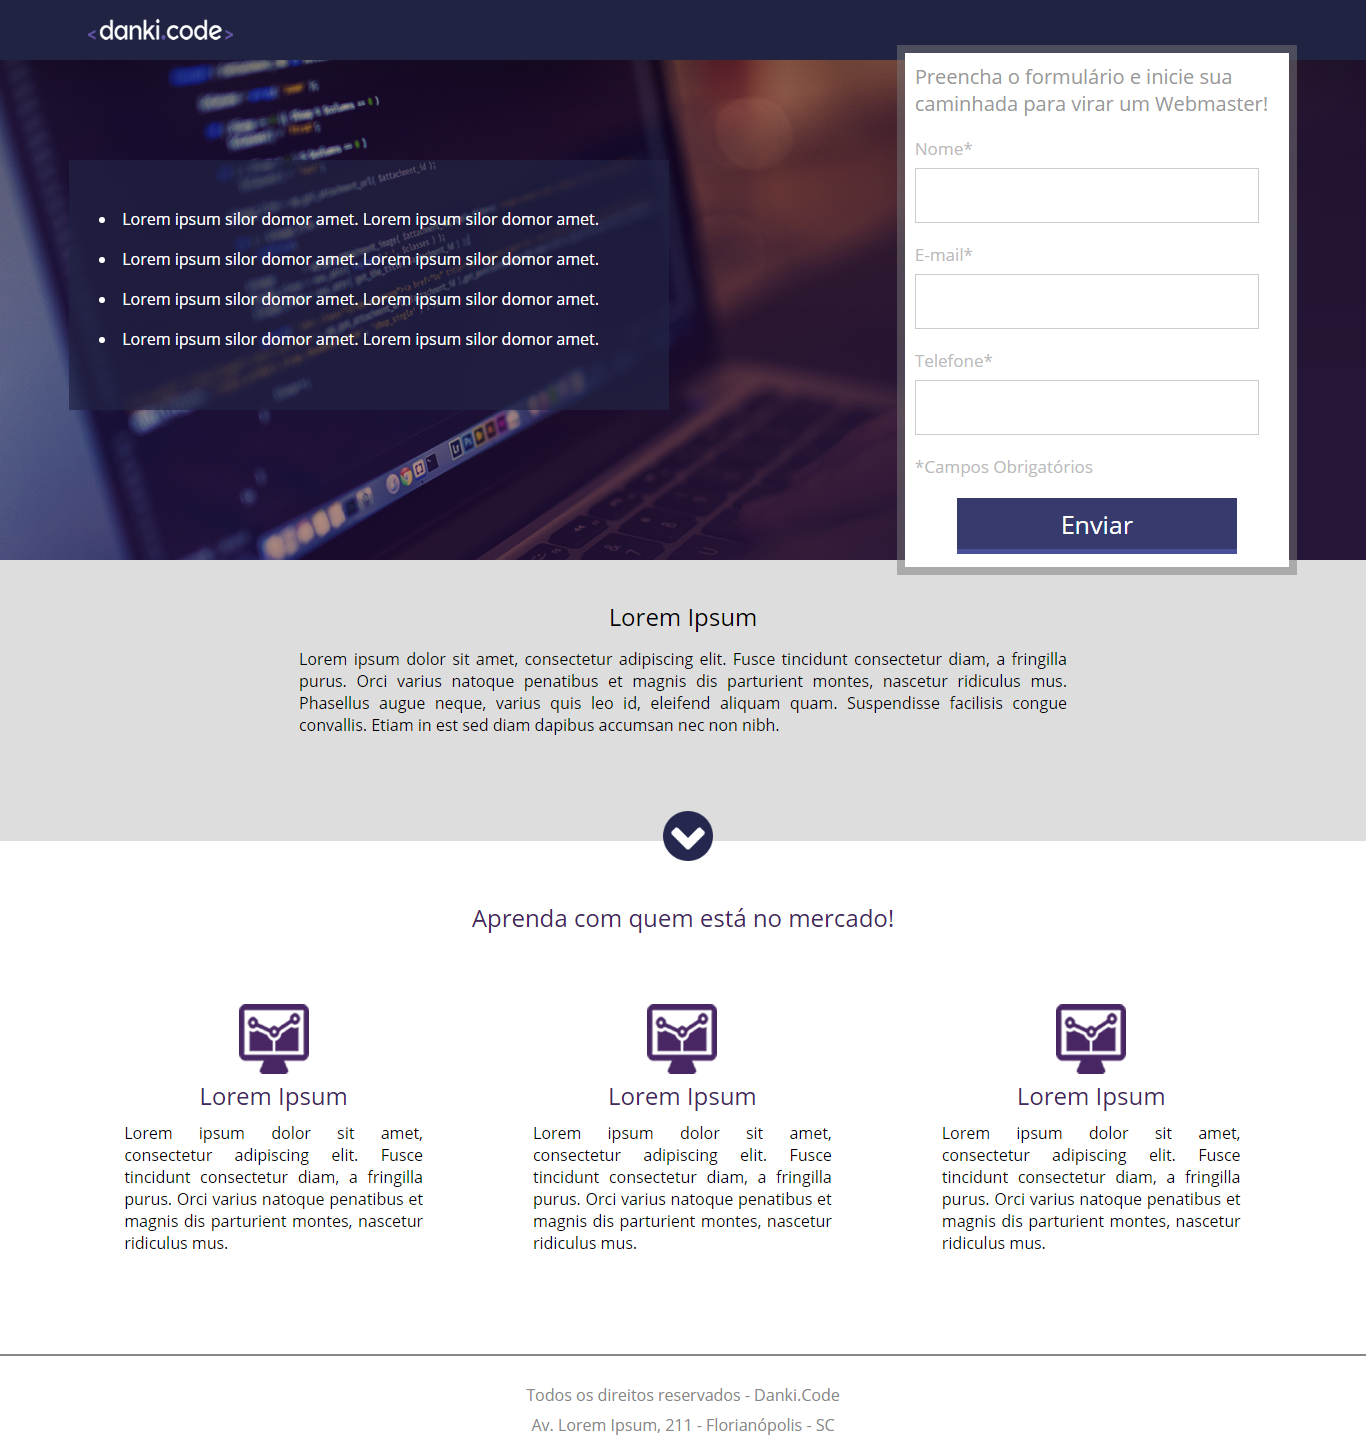 <danki.code>
Preencha o formulário e inicie sua
caminhada para virar um Webmaster!
Nome*
E-mail*
Telefone*
*Campos Obrigatórios
Enviar
• Lorem ipsum silor domor amet. Lorem ipsum silor domor amet.
• Lorem ipsum silor domor amet. Lorem ipsum silor domor amet.
• Lorem ipsum silor domor amet. Lorem ipsum silor domor amet.
• Lorem ipsum silor domor amet. Lorem ipsum silor domor amet.
Lorem Ipsum
Lorem ipsum dolor sit amet, consectetur adipiscing elit. Fusce tincidunt consectetur diam, a fringilla
purus. Orci varius natoque penatibus et magnis dis parturient montes, nascetur ridiculus mus.
Phasellus augue neque, varius quis leo id, eleifend aliquam quam. Suspendisse facilisis congue
convallis. Etiam in est sed diam dapibus accumsan nec non nibh.
Aprenda com quem está no mercado!
Lorem Ipsum
Lorem ipsum dolor sit amet,
consectetur adipiscing elit. Fusce
tincidunt consectetur diam, a fringilla
purus. Orci varius natoque penatibus et
magnis dis parturient montes, nascetur
ridiculus mus.
Lorem Ipsum
Lorem ipsum dolor sit amet,
consectetur adipiscing elit. Fusce
tincidunt consectetur diam, a fringilla
purus. Orci varius natoque penatibus et
magnis dis parturient montes, nascetur
ridiculus mus.
Lorem Ipsum
Lorem ipsum dolor sit amet,
consectetur adipiscing elit. Fusce
tincidunt consectetur diam, a fringilla
purus. Orci varius natoque penatibus et
magnis dis parturient montes, nascetur
ridiculus mus.
Todos os direitos reservados - Danki.Code
Av. Lorem Ipsum, 211 - Florianópolis - SC